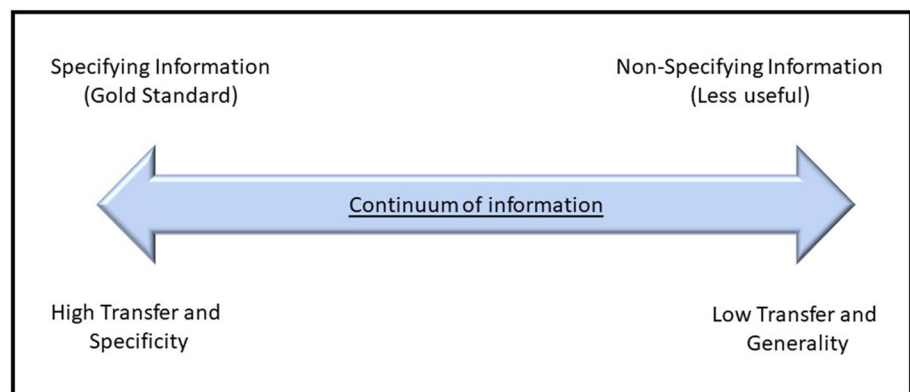 Specifying Information
(Gold Standard)
Non-Specifying Information
(Less useful)
Continuum of information
High Transfer and
Specificity
Low Transfer and
Generality